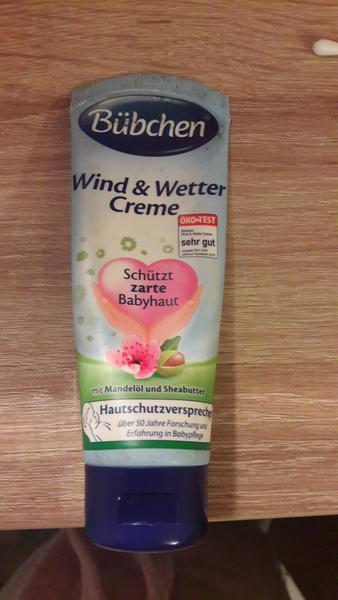 Bübchen
Wind & Wetter
Creme
ÖKO-TEST
sehr gut
Schützt
zarte
Babyhaut
mit Mandelöl und Sheabutter
Hautschutzversprechen
über 50 Jahre Forschung und
Erfahrung in Babypflege